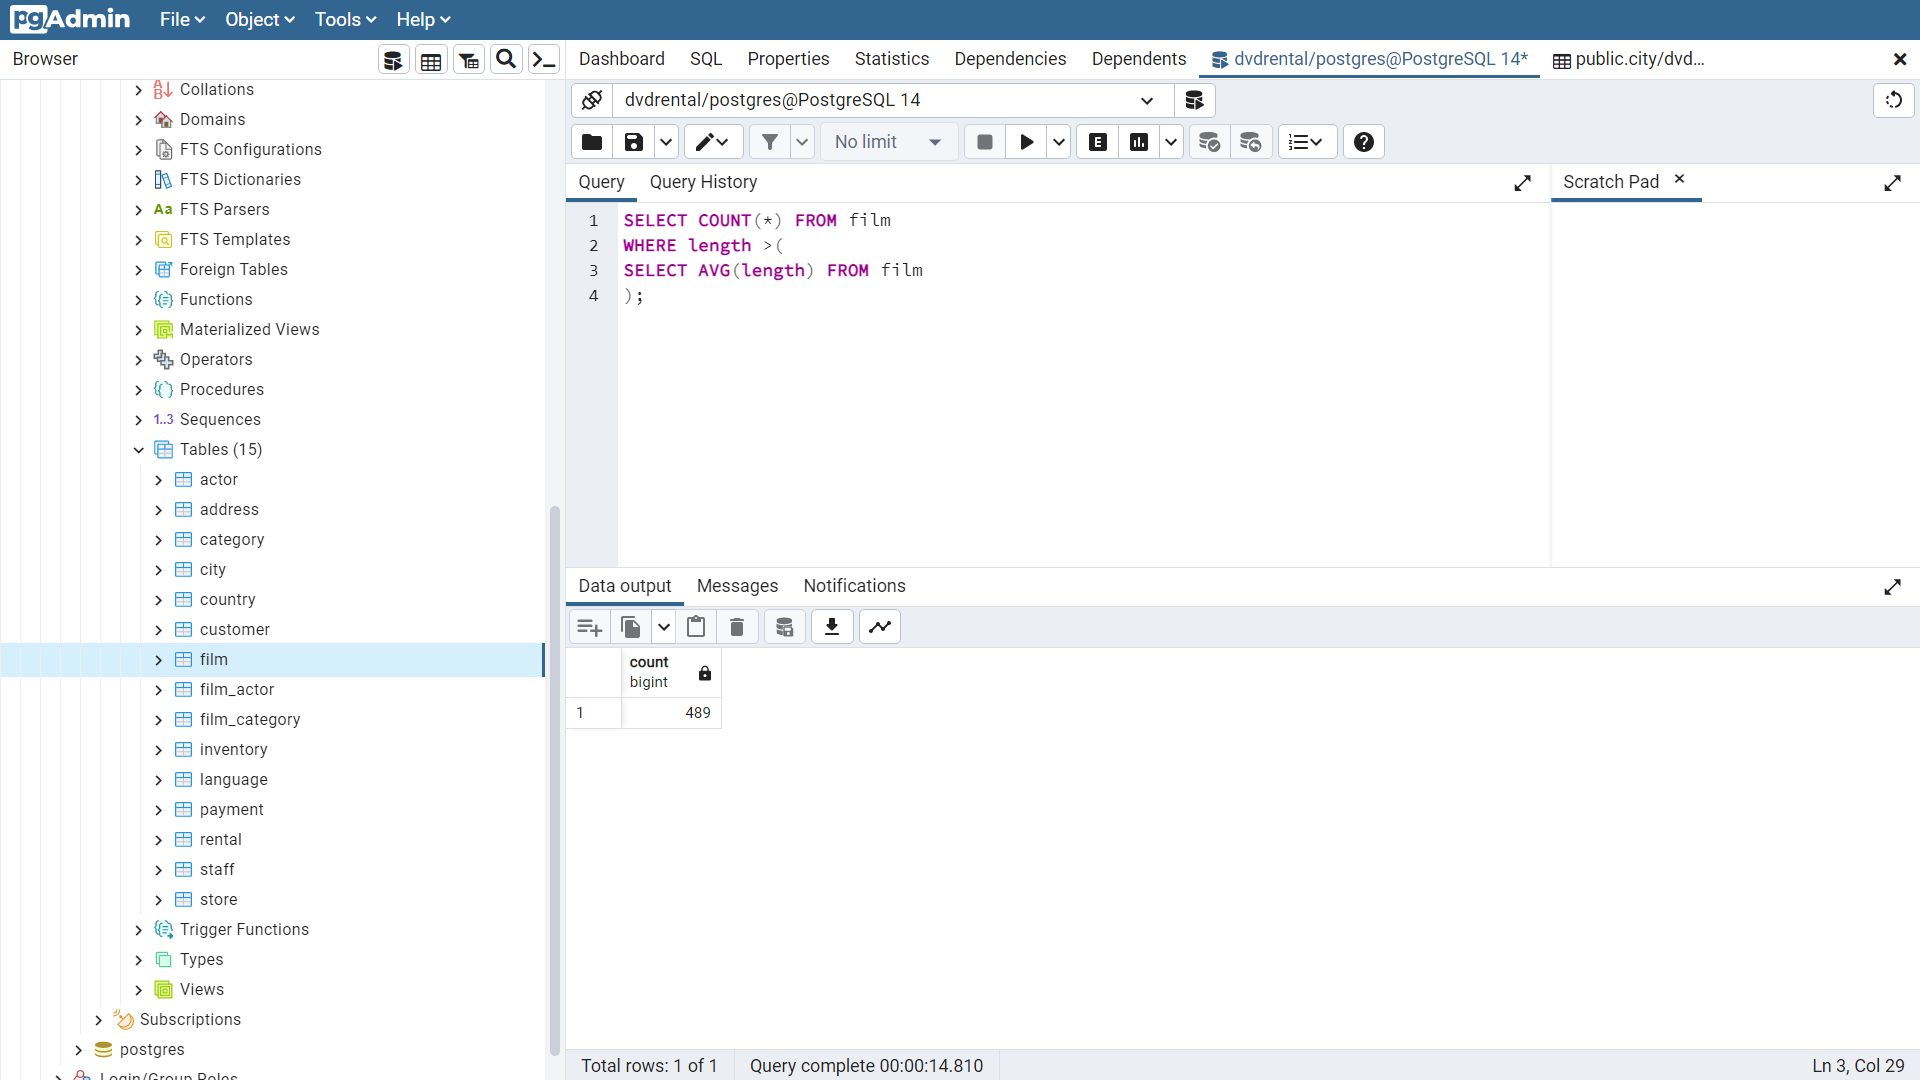 pgAdmin File Object Tools Help
Browser
Dashboard SQL Properties Statistics Dependencies Dependents dvdrental/postgres@PostgreSQL 14* public.city/dvd...
dvdrental/postgres@PostgreSQL 14
No limit
E
Query Query History
Scratch Pad
1 SELECT COUNT(*) FROM film
2 WHERE length >(
3 SELECT AVG(length) FROM film
4 );
Collations
Domains
FTS Configurations
FTS Dictionaries
Aa FTS Parsers
FTS Templates
Foreign Tables
Functions
Materialized Views
Operators
Procedures
1..3 Sequences
Tables (15)
actor
address
category
city
country
customer
film
film_actor
film_category
inventory
language
payment
rental
staff
store
Trigger Functions
Types
Views
Subscriptions
postgres
Login/Group Roles
Data output Messages Notifications
count
bigint
1 489
Total rows: 1 of 1 Query complete 00:00:14.810 Ln 3, Col 29